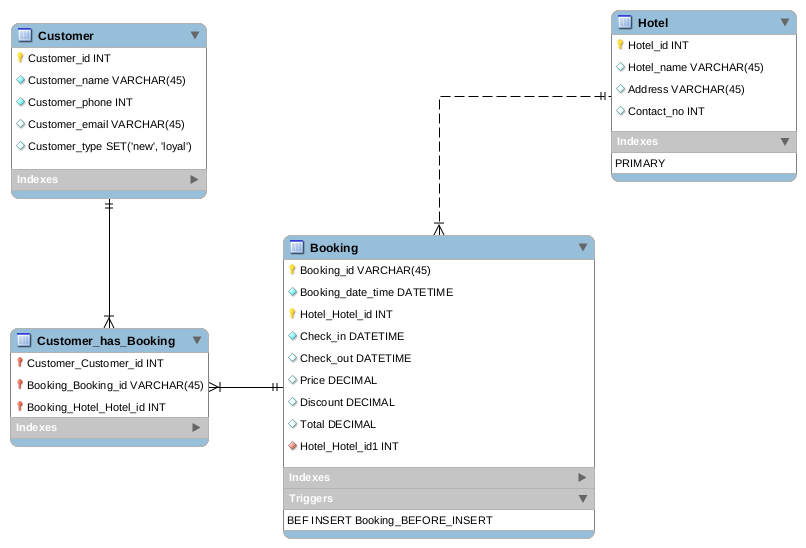 Customer
Customer_id INT
Customer_name VARCHAR(45)
Customer_phone INT
Customer_email VARCHAR(45)
Customer_type SET('new', 'loyal')
Indexes
Hotel
Hotel_id INT
Hotel_name VARCHAR(45)
Address VARCHAR(45)
Contact_no INT
Indexes
PRIMARY
Booking
Booking_id VARCHAR(45)
Booking_date_time DATETIME
Hotel_Hotel_id INT
Check_in DATETIME
Check_out DATETIME
Price DECIMAL
Discount DECIMAL
Total DECIMAL
Hotel_Hotel_id1 INT
Indexes
Triggers
BEF INSERT Booking_BEFORE_INSERT
Customer_has_Booking
Customer_Customer_id INT
Booking_Booking_id VARCHAR(45)
Booking_Hotel_Hotel_id INT
Indexes